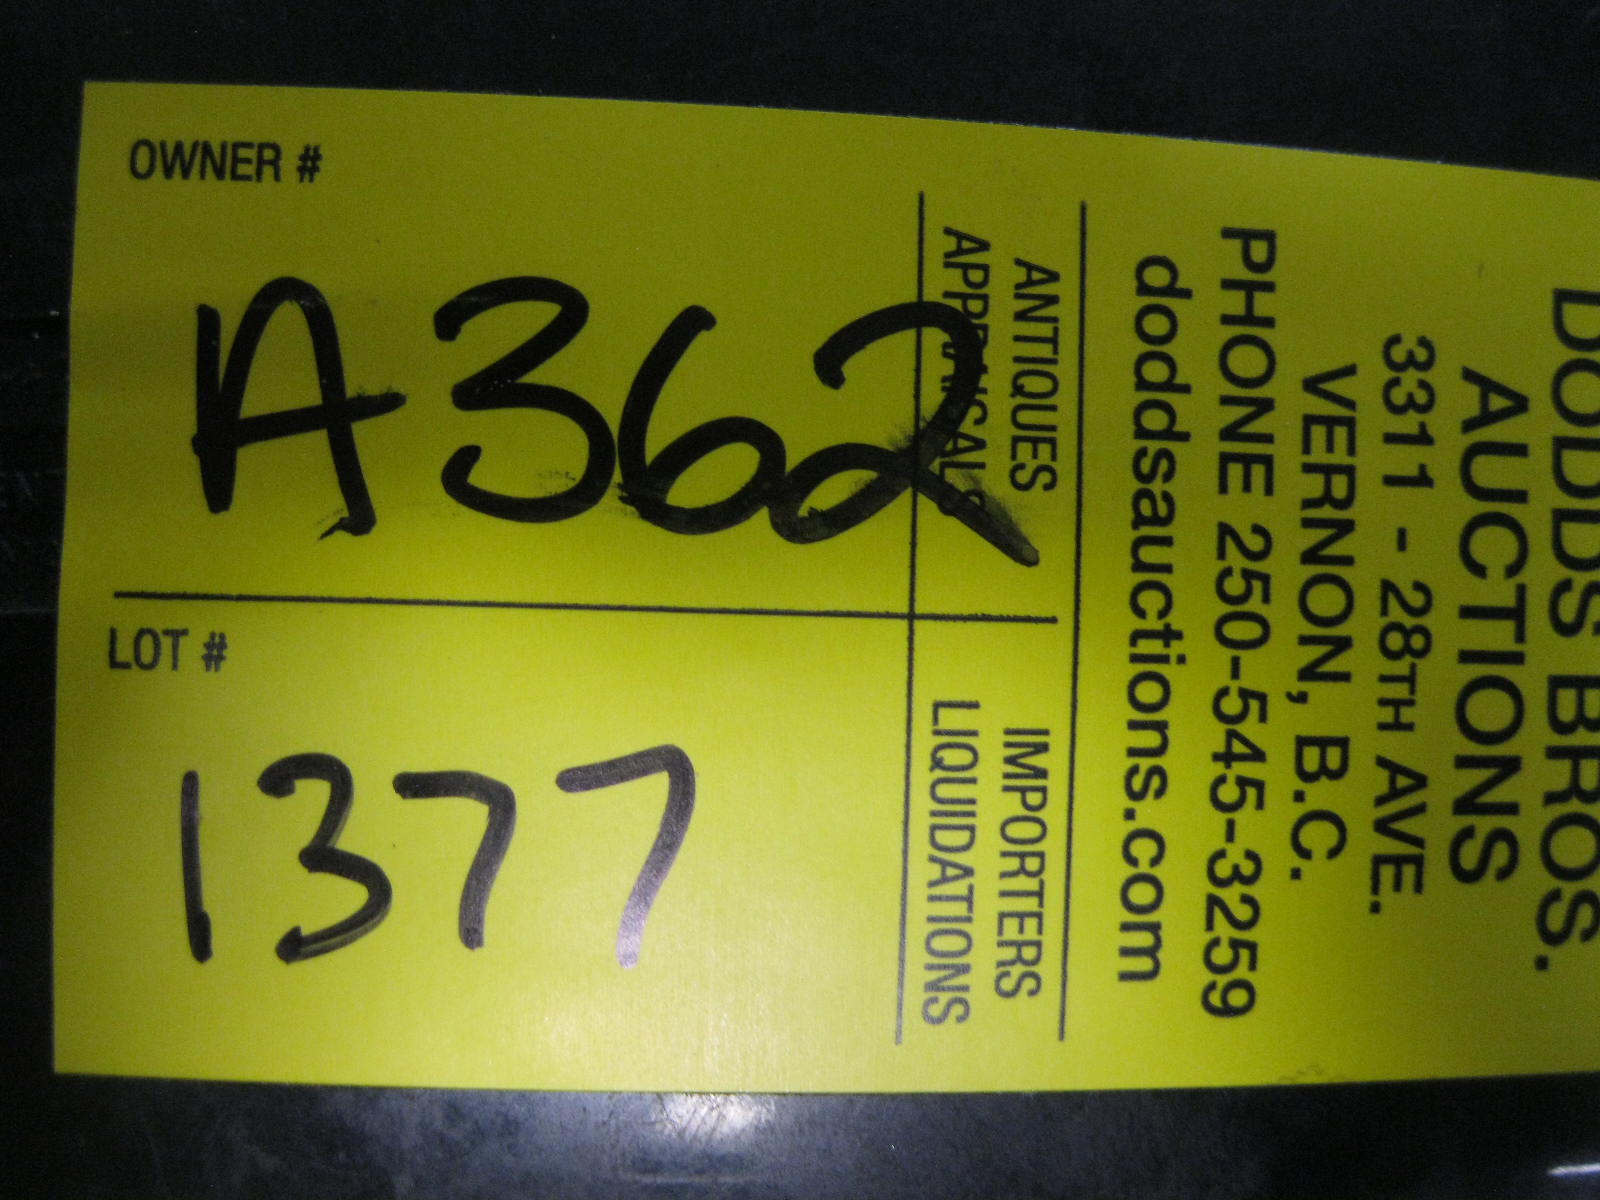 OWNER #
A362
LOT #
1377
DODDS BROS.
AUCTIONS
3311 - 28TH AVE.
VERNON, B.C.
PHONE 250-545-3259
doddsauctions.com
ANTIQUES
APPRAISALS
IMPORTERS
LIQUIDATIONS